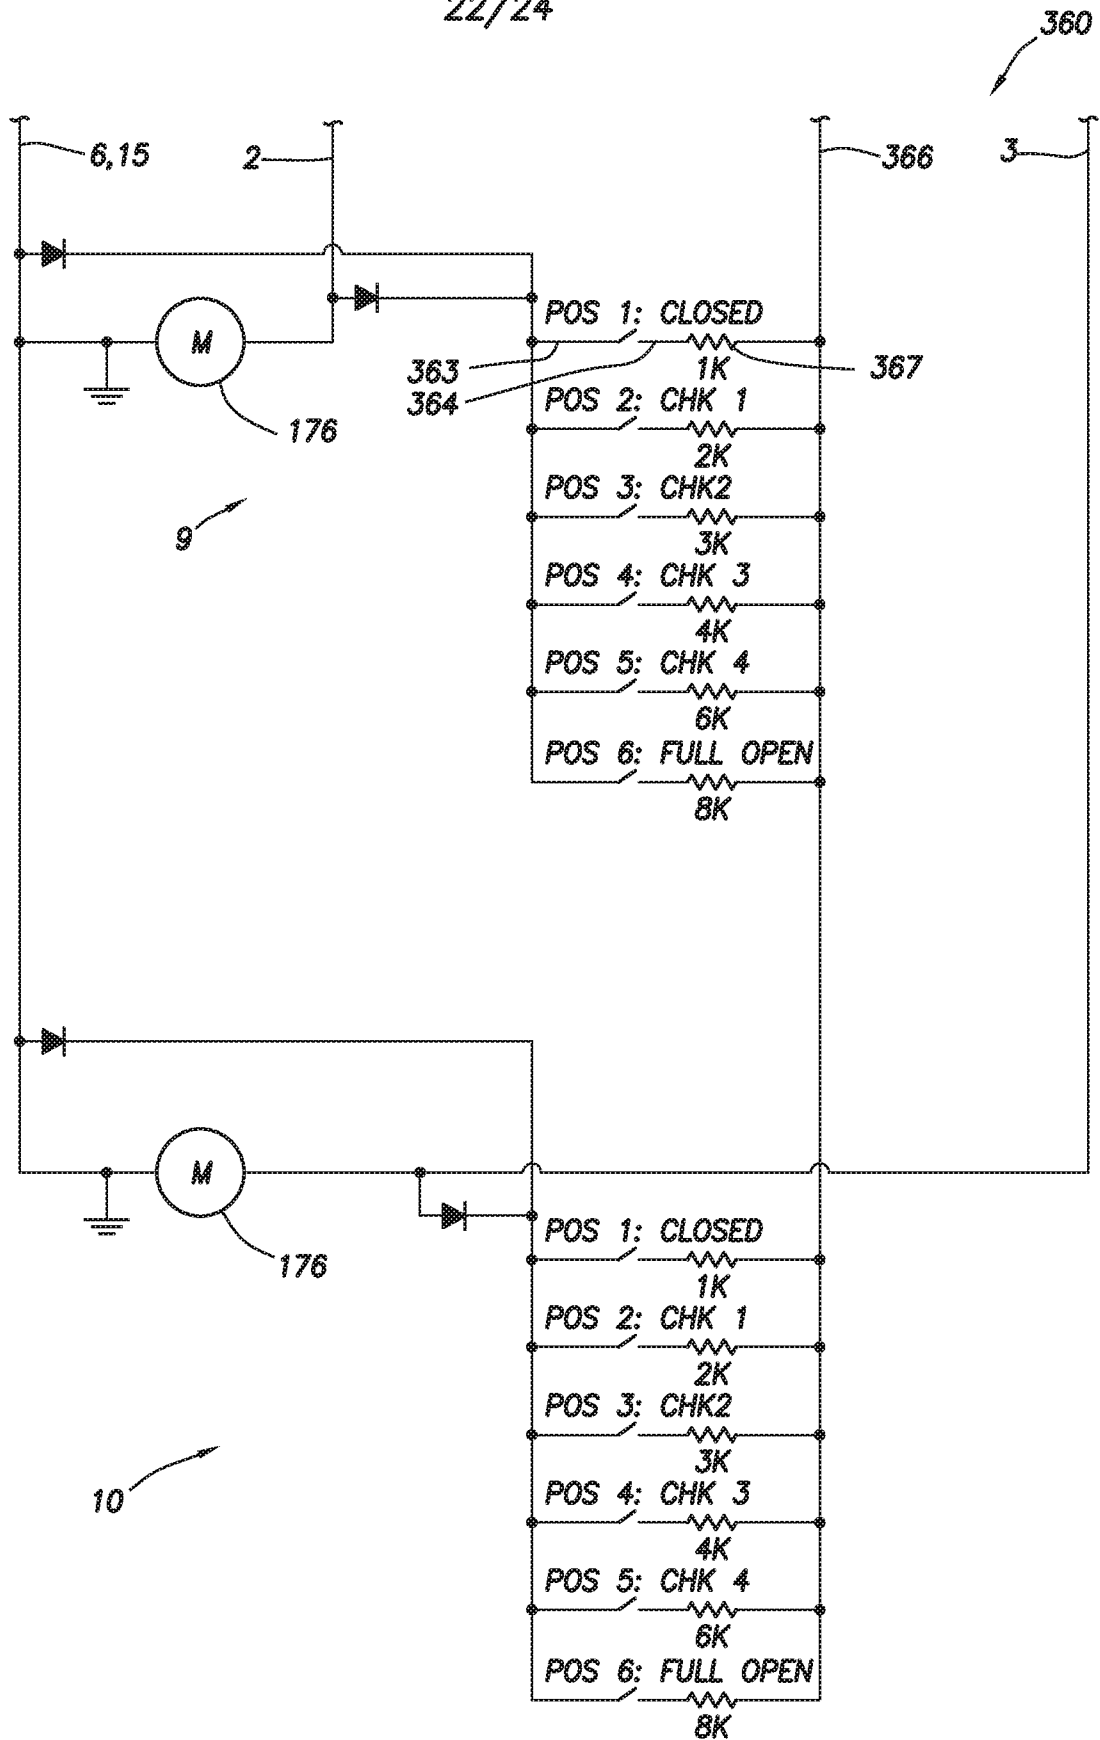 22/24
360
6,15
2
366
3
POS 1: CLOSED
363
364
1K
367
POS 2: CHK 1
2K
M
176
POS 3: CHK2
3K
9
POS 4: CHK 3
4K
POS 5: CHK 4
6K
POS 6: FULL OPEN
8K
M
176
POS 1: CLOSED
1K
POS 2: CHK 1
2K
POS 3: CHK2
3K
10
POS 4: CHK 3
4K
POS 5: CHK 4
6K
POS 6: FULL OPEN
8K